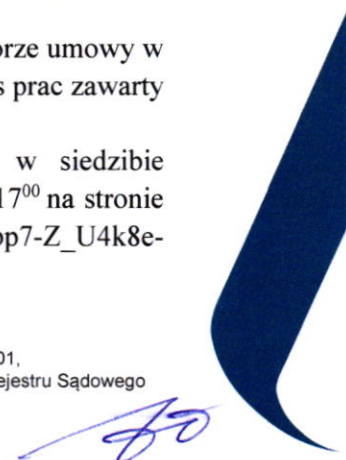 orze umowy w
s prac zawarty
w siedzibie
17⁰⁰ na stronie
op7-Z_U4k8e-
01,
ejestru Sądowego